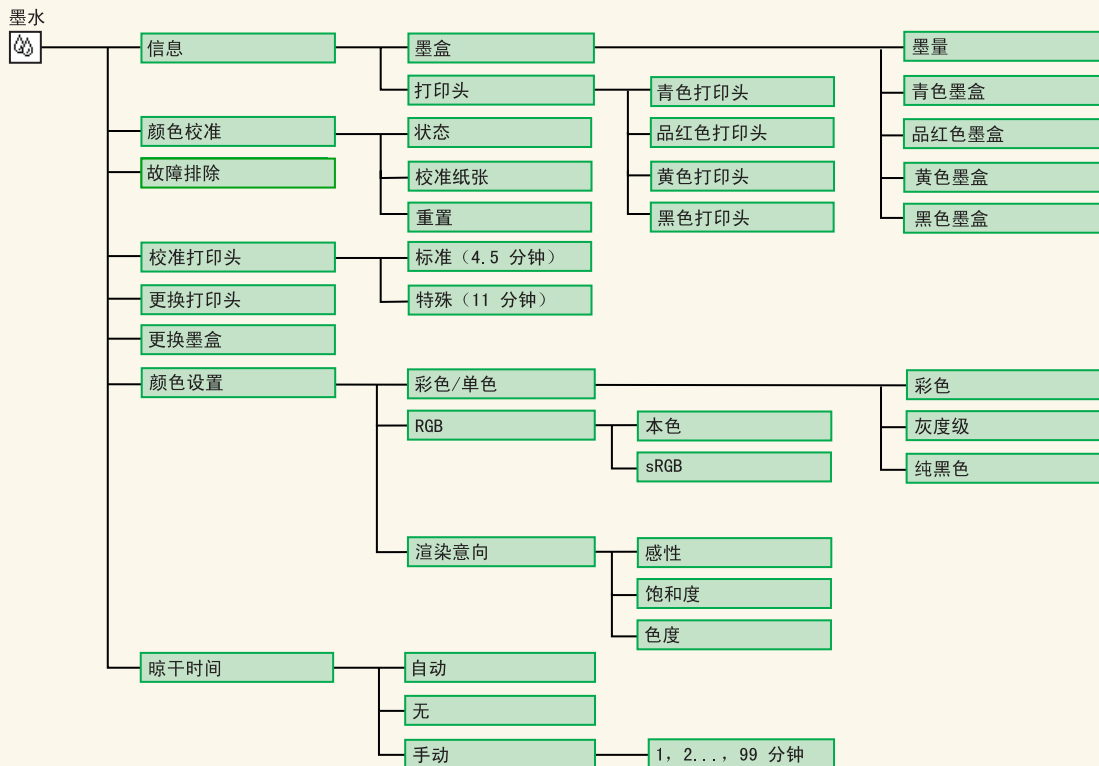 墨水
信息
墨盒
墨量
打印头
青色打印头
青色墨盒
颜色校准
状态
品红色打印头
品红色墨盒
故障排除
校准纸张
黄色打印头
黄色墨盒
重置
黑色打印头
黑色墨盒
校准打印头
标准（4.5 分钟）
更换打印头
特殊（11 分钟）
更换墨盒
颜色设置
彩色/单色
彩色
RGB
本色
灰度级
sRGB
纯黑色
渲染意向
感性
饱和度
色度
晾干时间
自动
无
手动
1，2...，99 分钟